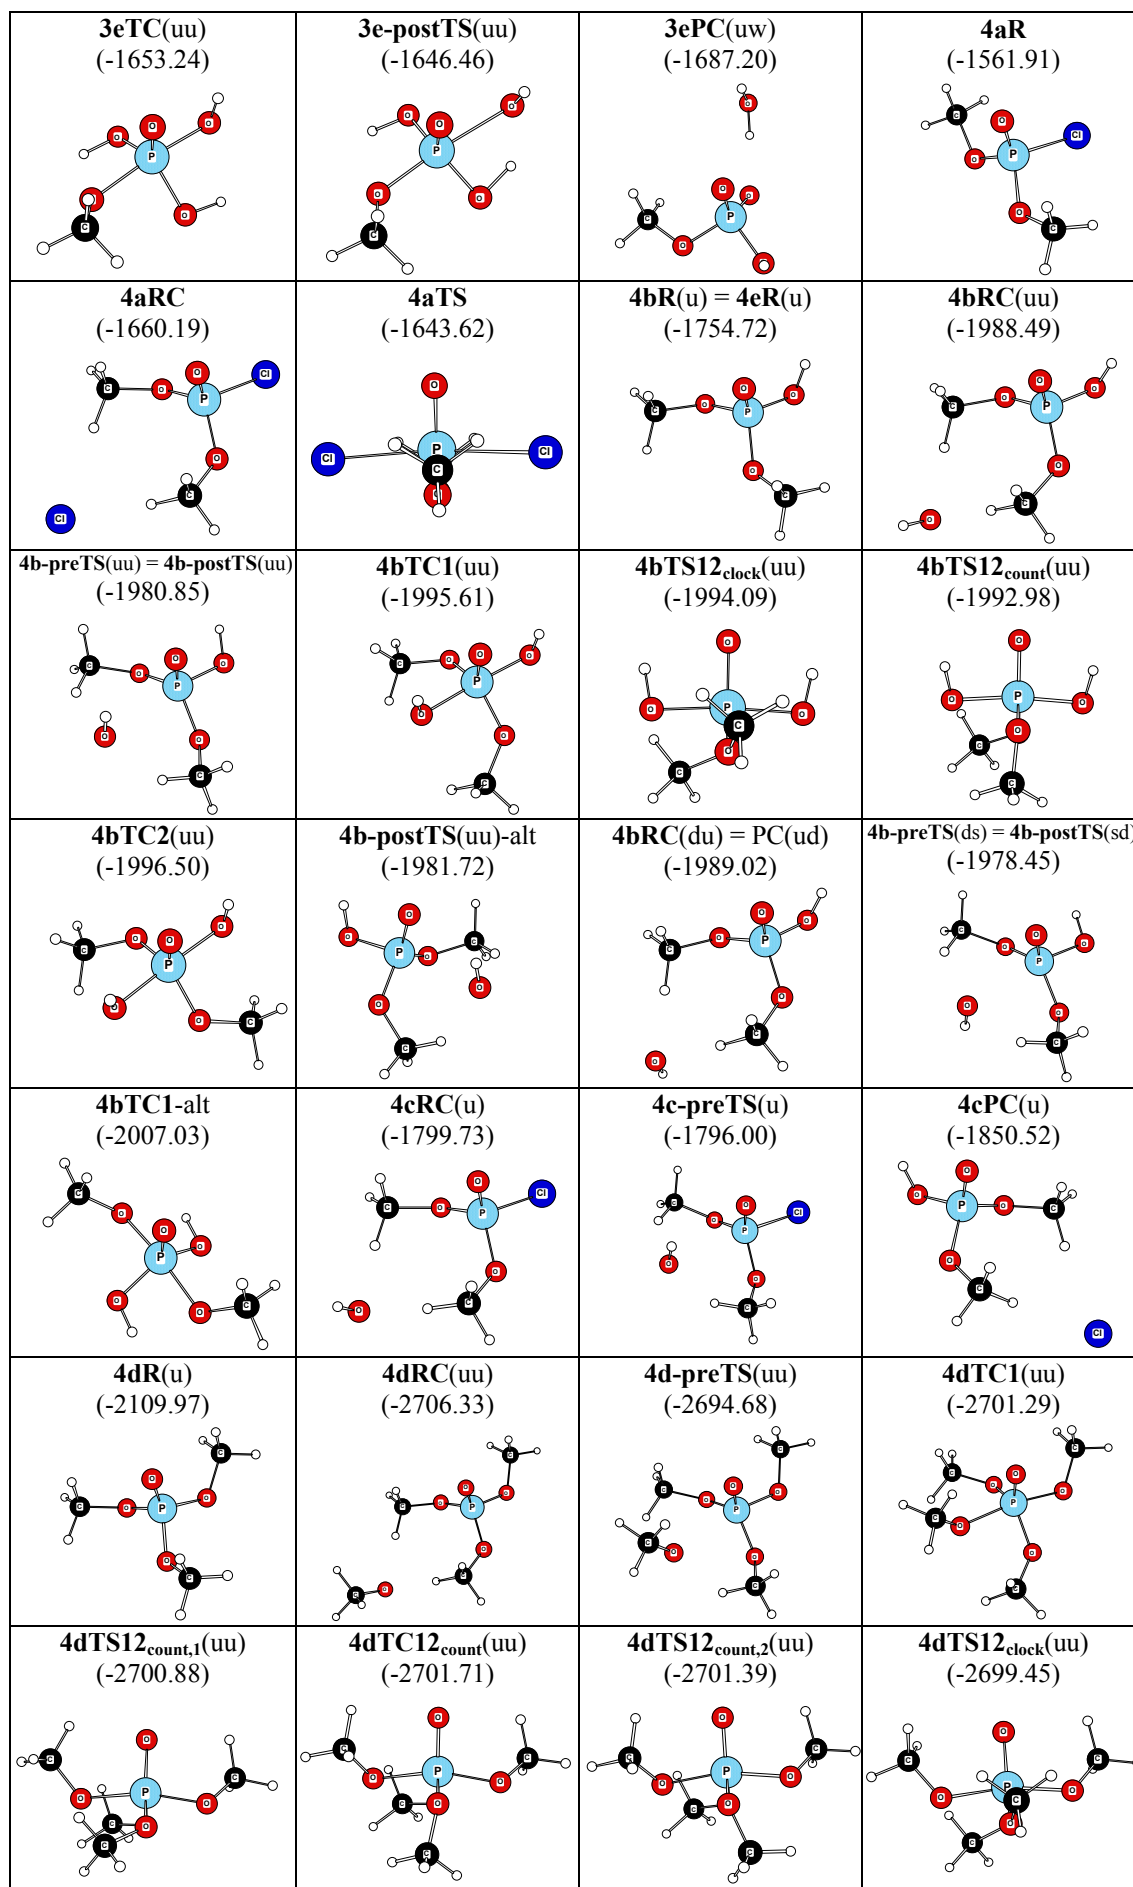 3eTC(uu)
(-1653.24)
3e-postTS(uu)
(-1646.46)
3ePC(uw)
(-1687.20)
4aR
(-1561.91)
4aRC
(-1660.19)
4aTS
(-1643.62)
4bR(u) = 4eR(u)
(-1754.72)
4bRC(uu)
(-1988.49)
4b-preTS(uu) = 4b-postTS(uu)
(-1980.85)
4bTC1(uu)
(-1995.61)
4bTS12clock(uu)
(-1994.09)
4bTS12count(uu)
(-1992.98)
4bTC2(uu)
(-1996.50)
4b-postTS(uu)-alt
(-1981.72)
4bRC(du) = PC(ud)
(-1989.02)
4b-preTS(ds) = 4b-postTS(sd)
(-1978.45)
4bTC1-alt
(-2007.03)
4cRC(u)
(-1799.73)
4c-preTS(u)
(-1796.00)
4cPC(u)
(-1850.52)
4dR(u)
(-2109.97)
4dRC(uu)
(-2706.33)
4d-preTS(uu)
(-2694.68)
4dTC1(uu)
(-2701.29)
4dTS12count,1(uu)
(-2700.88)
4dTC12count(uu)
(-2701.71)
4dTS12count,2(uu)
(-2701.39)
4dTS12clock(uu)
(-2699.45)